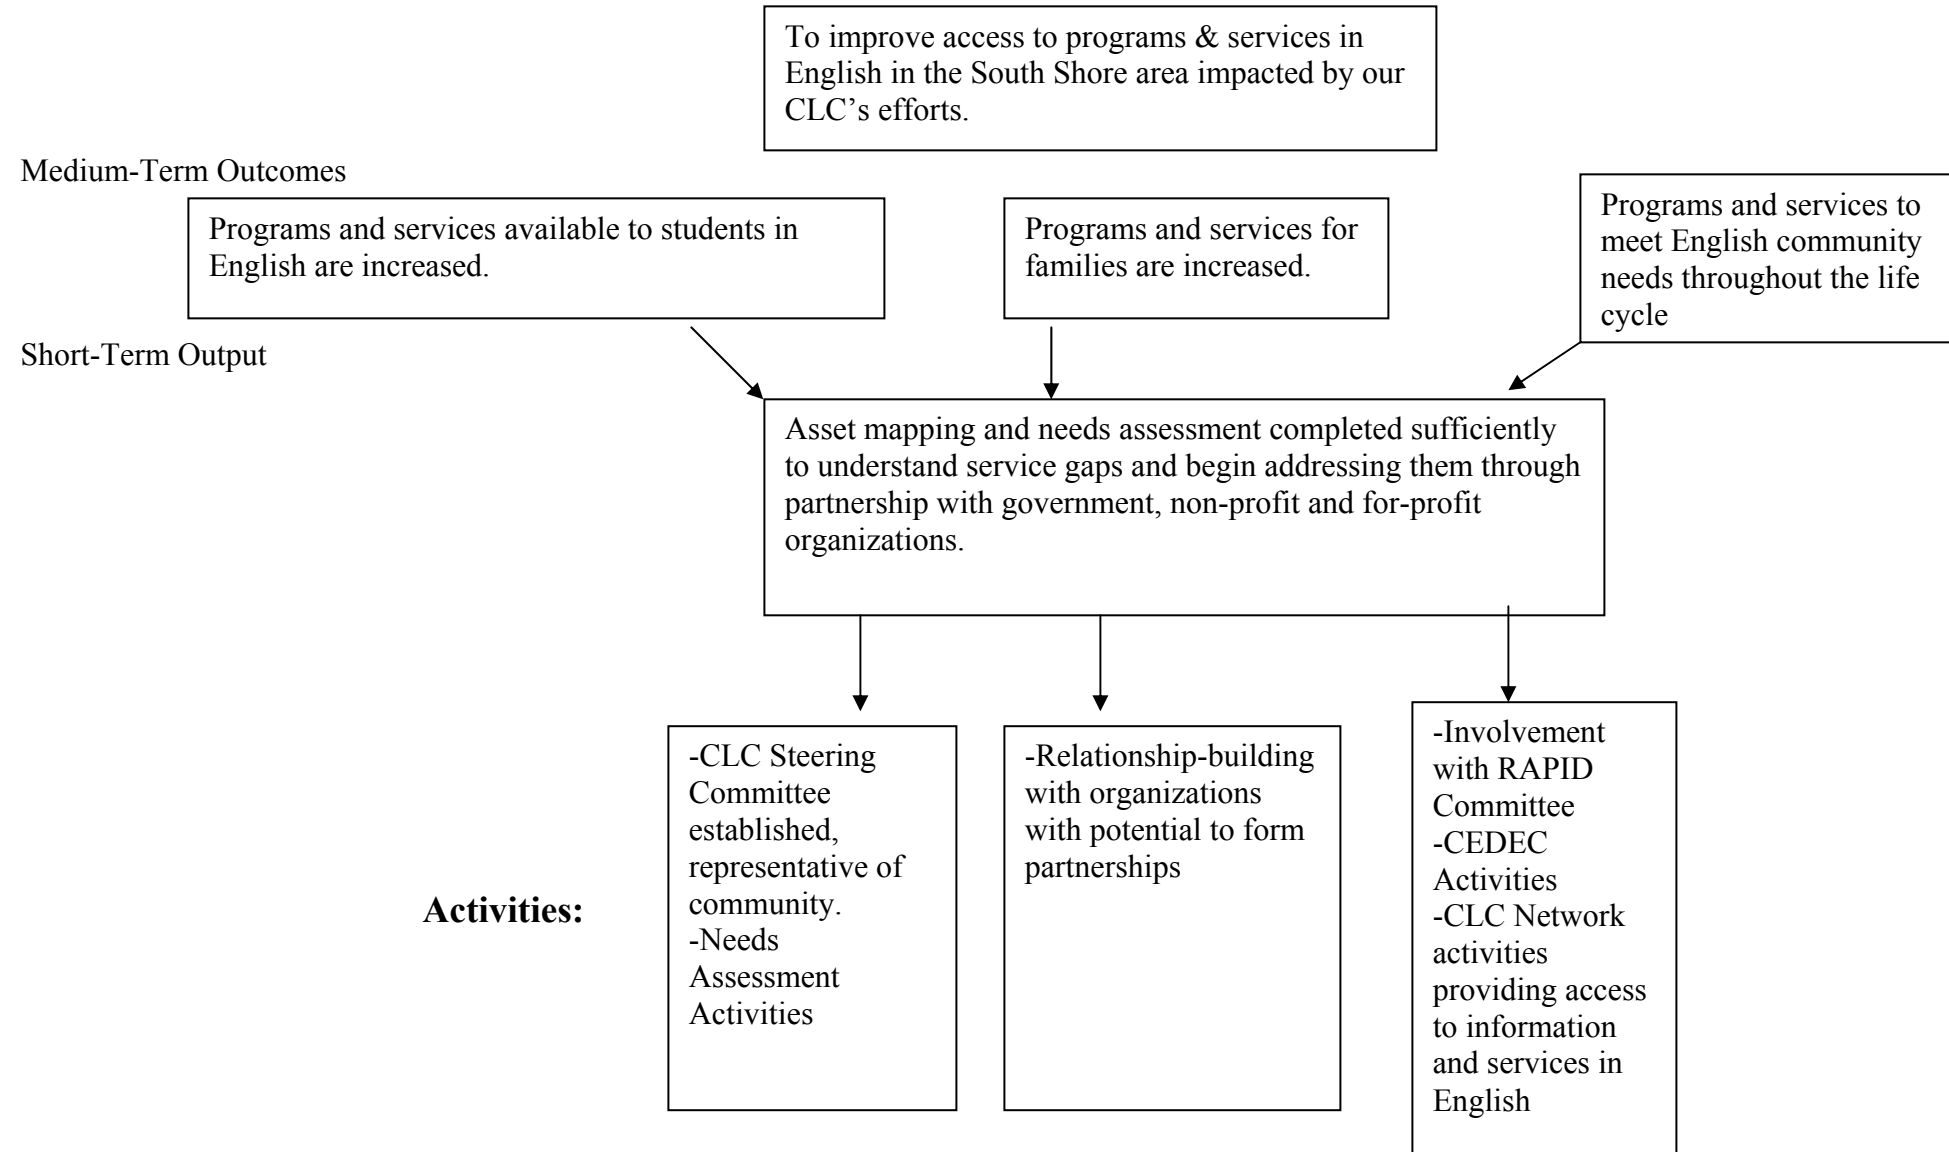 To improve access to programs & services in
English in the South Shore area impacted by our
CLC’s efforts.
Medium-Term Outcomes
Programs and services available to students in
English are increased.
Programs and services for
families are increased.
Programs and services to
meet English community
needs throughout the life
cycle
Short-Term Output
Asset mapping and needs assessment completed sufficiently
to understand service gaps and begin addressing them through
partnership with government, non-profit and for-profit
organizations.
Activities:
-CLC Steering
Committee
established,
representative of
community.
-Needs
Assessment
Activities
-Relationship-building
with organizations
with potential to form
partnerships
-Involvement
with RAPID
Committee
-CEDEC
Activities
-CLC Network
activities
providing access
to information
and services in
English